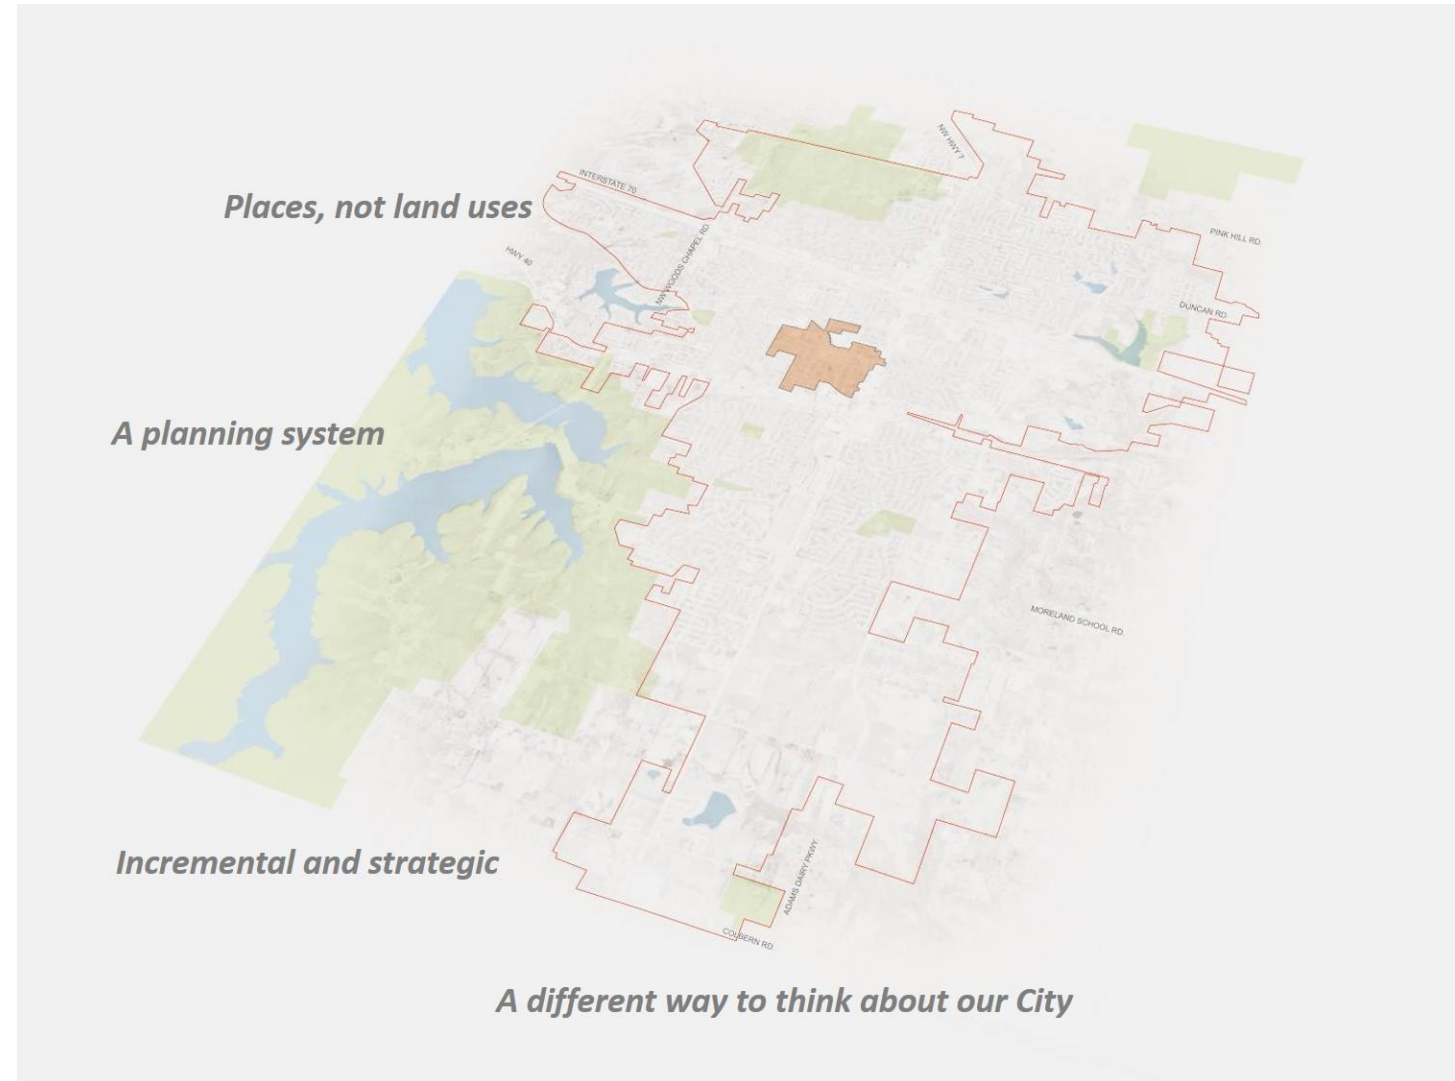 NW HWY 7
INTERSTATE 70
Places, not land uses
PINK HILL RD.
HWY 40
NW WOODS CHAPEL RD.
DUNCAN RD.
A planning system
MORELAND SCHOOL RD.
Incremental and strategic
ADAMS DAIRY PKWY
COLBERN RD.
A different way to think about our City